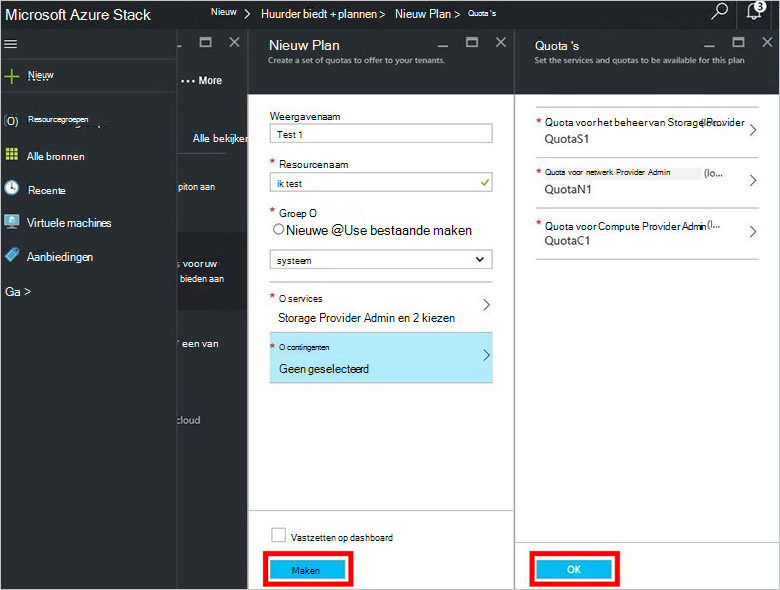 Microsoft Azure Stack
Nieuw > Huurder biedt + plannen > Nieuw Plan > Quota 's
3
Nieuw
Resourcegroepen
Alle bronnen
Recente
Virtuele machines
Aanbiedingen
Ga >
••• More
Alle bekijken
piton aan
s voor uw
bieden aan
er een van
cloud
Nieuw Plan
Create a set of quotas to offer to your tenants.
Weergavenaam
Test 1
* Resourcenaam
ik test
* Groep O
Nieuwe @Use bestaande maken
systeem
* O services
Storage Provider Admin en 2 kiezen
* O contingenten
Geen geselecteerd
Vastzetten op dashboard
Maken
Quota 's
Set the services and quotas to be available for this plan
* Quota voor het beheer van Storage Provider
QuotaS1
* Quota voor netwerk Provider Admin (lo...
QuotaN1
* Quota voor Compute Provider Admin (l...
QuotaC1
OK